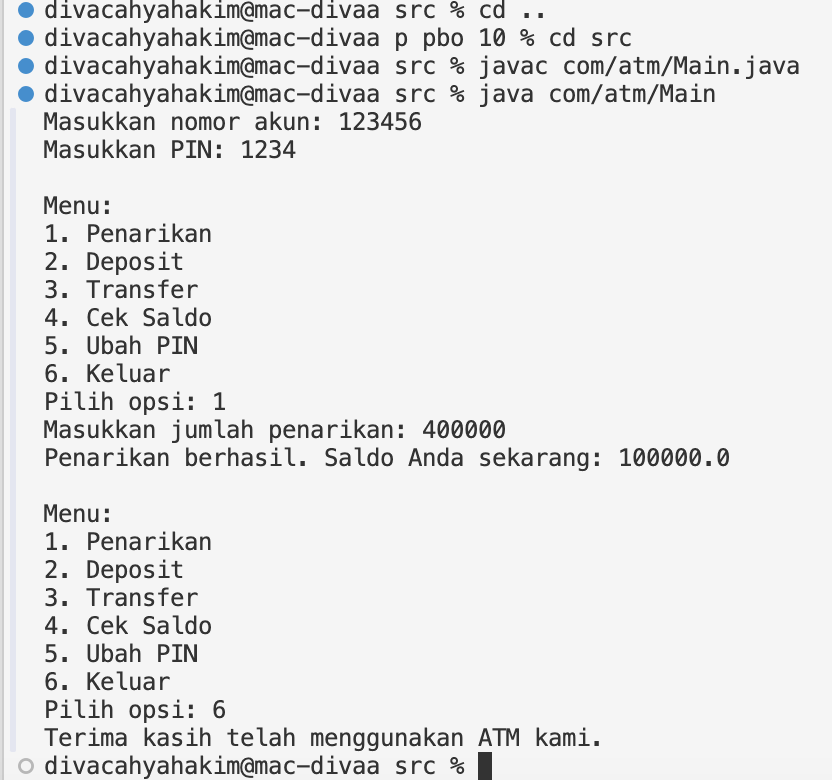 divacahyahakim@mac-divaa src % cd ..
divacahyahakim@mac-divaa p pbo 10 % cd src
divacahyahakim@mac-divaa src % javac com/atm/Main.java
divacahyahakim@mac-divaa src % java com/atm/Main
Masukkan nomor akun: 123456
Masukkan PIN: 1234

Menu:
1. Penarikan
2. Deposit
3. Transfer
4. Cek Saldo
5. Ubah PIN
6. Keluar
Pilih opsi: 1
Masukkan jumlah penarikan: 400000
Penarikan berhasil. Saldo Anda sekarang: 100000.0

Menu:
1. Penarikan
2. Deposit
3. Transfer
4. Cek Saldo
5. Ubah PIN
6. Keluar
Pilih opsi: 6
Terima kasih telah menggunakan ATM kami.
divacahyahakim@mac-divaa src %